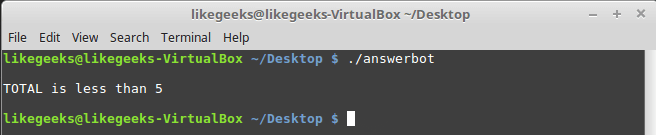 likegeeks@likegeeks-VirtualBox ~/Desktop
File Edit View Search Terminal Help
likegeeks@likegeeks-VirtualBox ~/Desktop $ ./answerbot
TOTAL is less than 5
likegeeks@likegeeks-VirtualBox ~/Desktop $